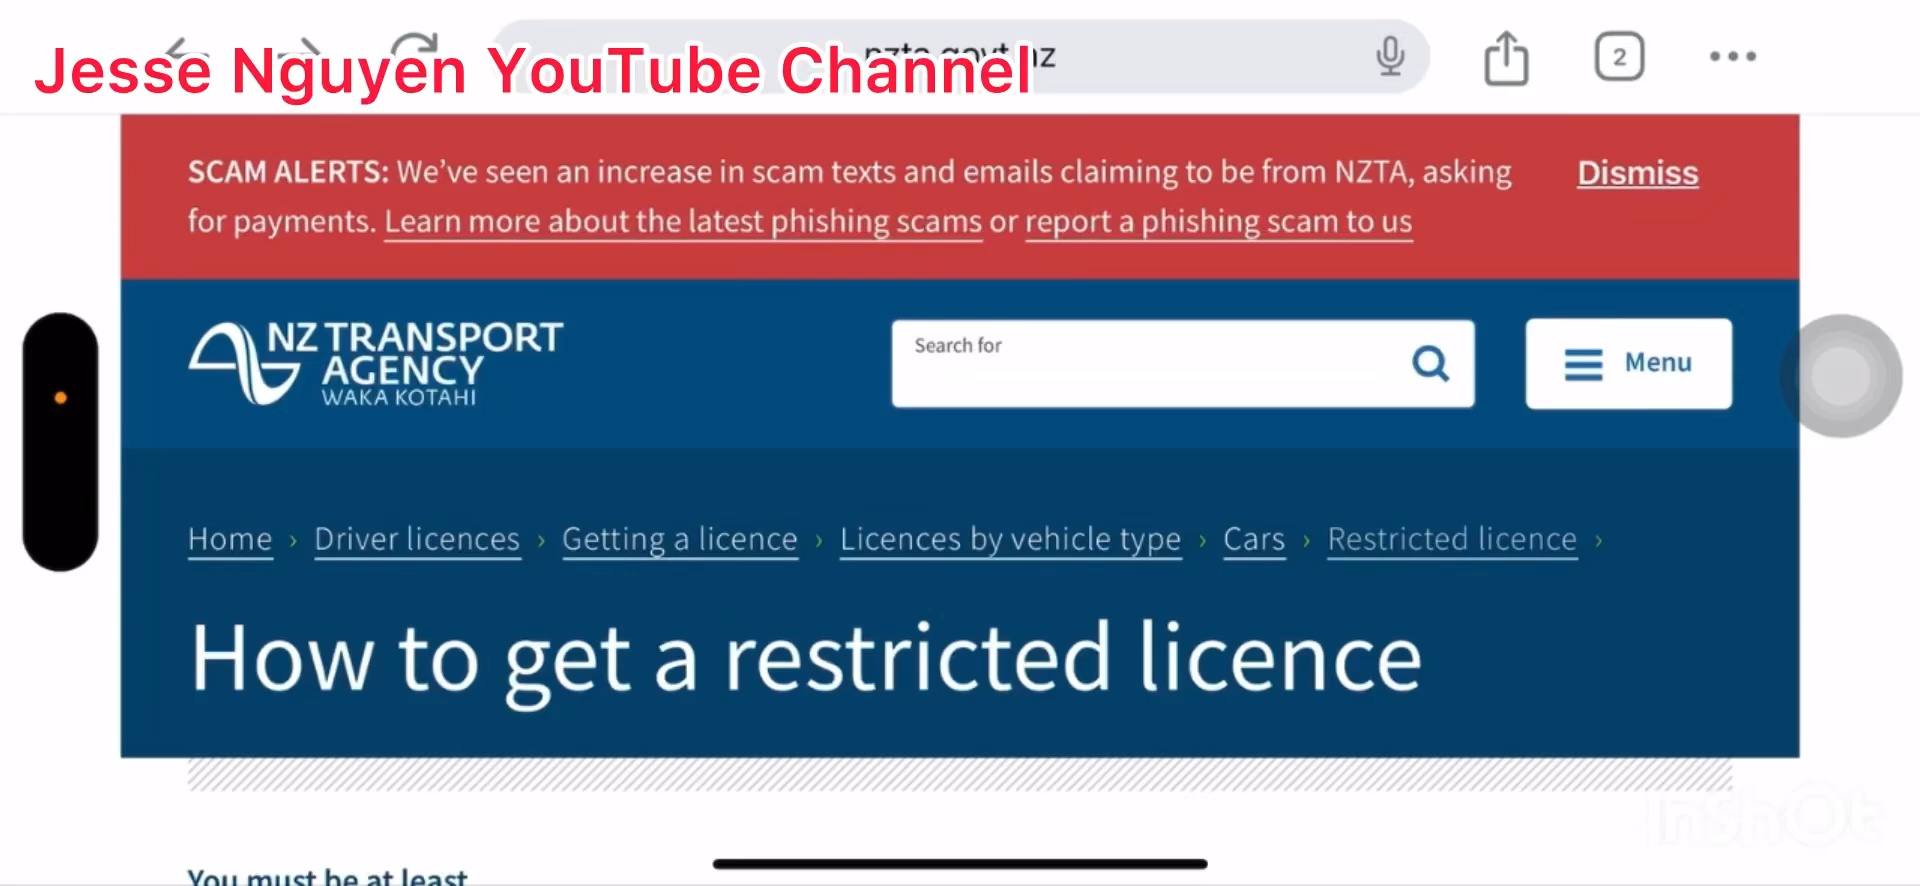 Jesse Nguyen YouTube Channel
2
SCAM ALERTS: We've seen an increase in scam texts and emails claiming to be from NZTA, asking
for payments. Learn more about the latest phishing scams or report a phishing scam to us
Dismiss
NZ TRANSPORT
AGENCY
WAKA KOTAHI
Search for
Menu
Home › Driver licences › Getting a licence › Licences by vehicle type › Cars › Restricted licence ›
How to get a restricted licence
InShOt
You must be at least